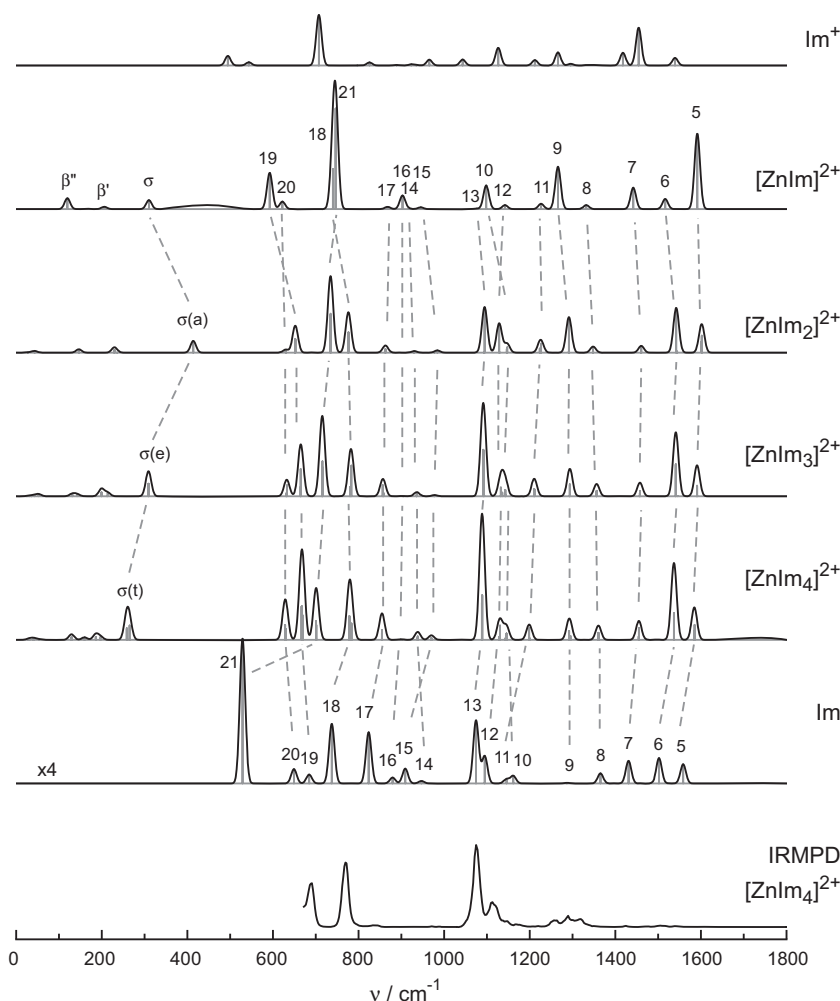 Im+
21
[ZnIm]2+
5
18
9
19
16 15
10
β"
7
σ
12
6
20
17 14
13
11
8
β'
[ZnIm2]2+
σ(a)
[ZnIm3]2+
σ(e)
[ZnIm4]2+
σ(t)
21
Im
18
13
17
12
20 19
15
11 10
8
7
6
5
16
14
9
x4
IRMPD
[ZnIm4]2+
0 200 400 600 800 1000 1200 1400 1600 1800
ν / cm-1